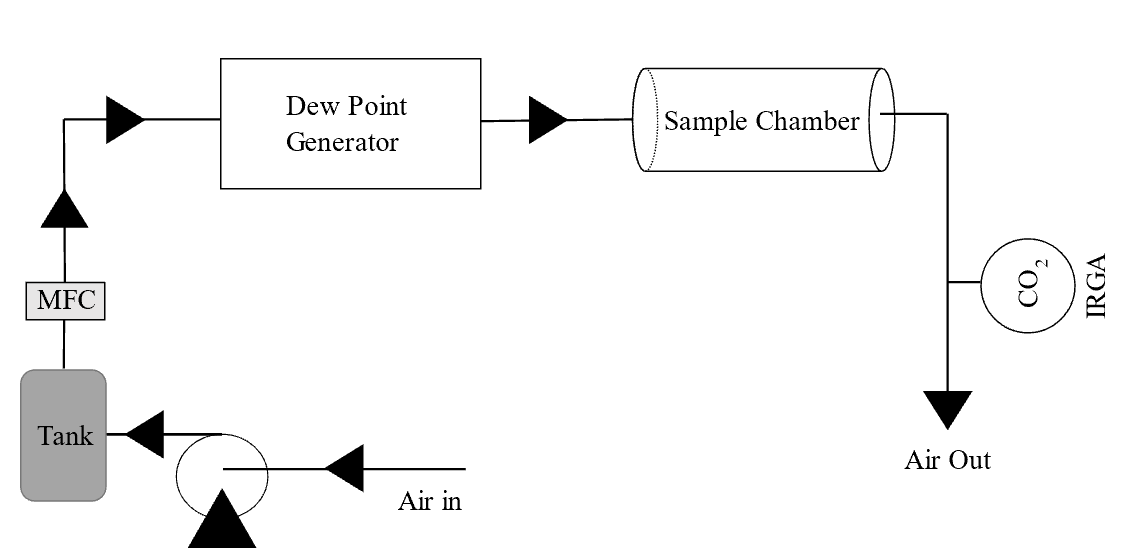 Dew Point
Generator
Sample Chamber
MFC
CO2
IRGA
Tank
Air in
Air Out